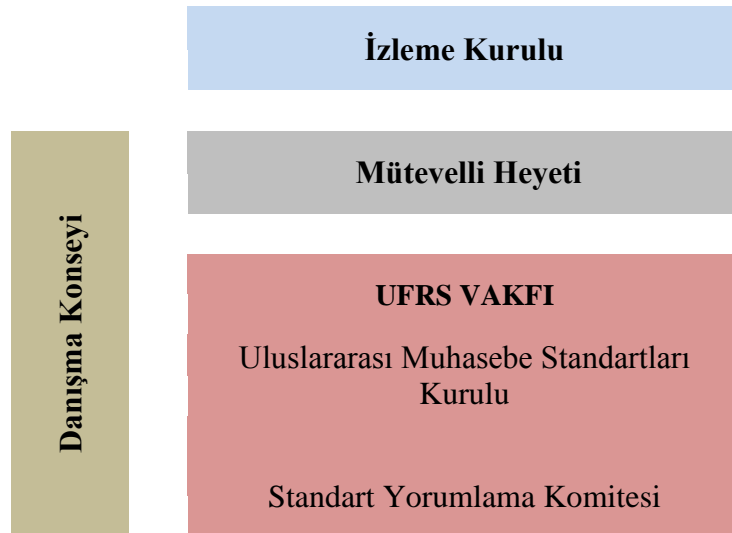 İzleme Kurulu
Mütevelli Heyeti
Danışma Konseyi
UFRS VAKFI
Uluslararası Muhasebe Standartları
Kurulu
Standart Yorumlama Komitesi